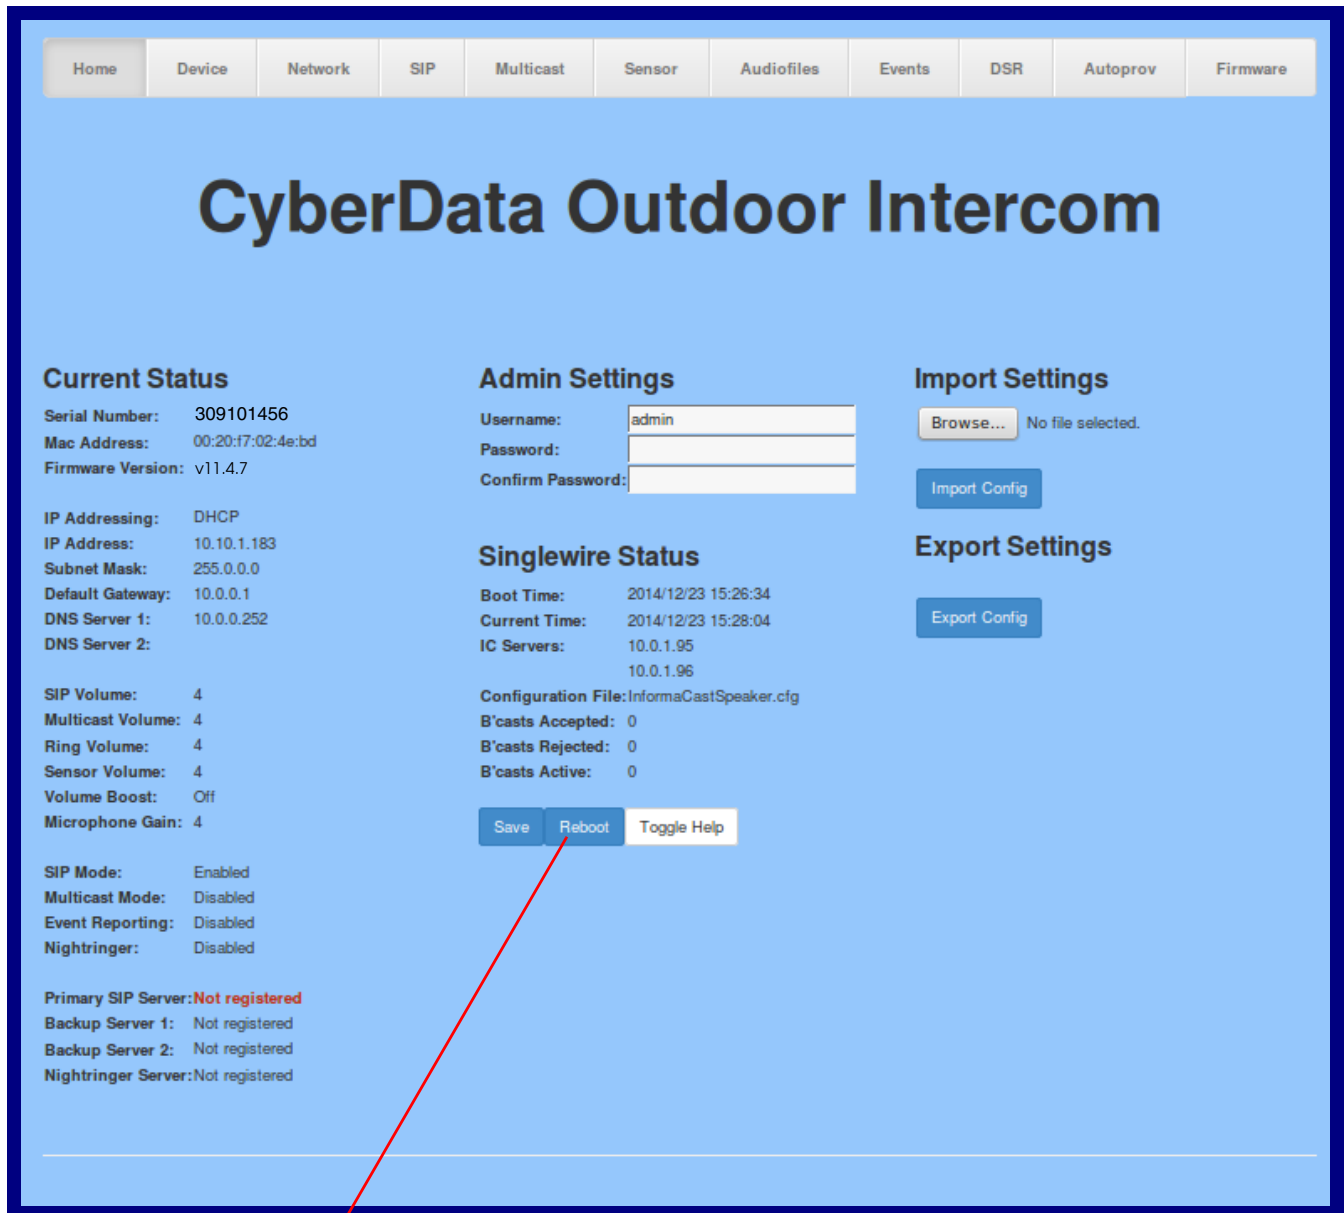 Home Device Network SIP Multicast Sensor Audiofiles Events DSR Autoprov Firmware
CyberData Outdoor Intercom
Current Status
Serial Number: 309101456
Mac Address: 00:20:f7:02:4e:bd
Firmware Version: v11.4.7
IP Addressing: DHCP
IP Address: 10.10.1.183
Subnet Mask: 255.0.0.0
Default Gateway: 10.0.0.1
DNS Server 1: 10.0.0.252
DNS Server 2:
SIP Volume: 4
Multicast Volume: 4
Ring Volume: 4
Sensor Volume: 4
Volume Boost: Off
Microphone Gain: 4
SIP Mode: Enabled
Multicast Mode: Disabled
Event Reporting: Disabled
Nightringer: Disabled
Primary SIP Server: Not registered
Backup Server 1: Not registered
Backup Server 2: Not registered
Nightringer Server: Not registered
Admin Settings
Username: admin
Password:
Confirm Password:
Singlewire Status
Boot Time: 2014/12/23 15:26:34
Current Time: 2014/12/23 15:28:04
IC Servers: 10.0.1.95
10.0.1.96
Configuration File: InformaCastSpeaker.cfg
B'casts Accepted: 0
B'casts Rejected: 0
B'casts Active: 0
Save Reboot Toggle Help
Import Settings
Browse... No file selected.
Import Config
Export Settings
Export Config